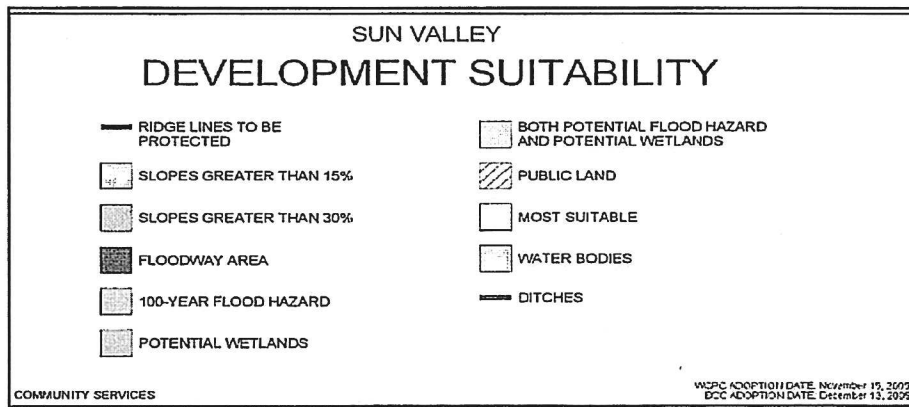 SUN VALLEY
DEVELOPMENT SUITABILITY
RIDGE LINES TO BE
PROTECTED
SLOPES GREATER THAN 15%
SLOPES GREATER THAN 30%
FLOODWAY AREA
100-YEAR FLOOD HAZARD
POTENTIAL WETLANDS
BOTH POTENTIAL FLOOD HAZARD
AND POTENTIAL WETLANDS
PUBLIC LAND
MOST SUITABLE
WATER BODIES
DITCHES
COMMUNITY SERVICES
ADOPTION DATE. November
ADOPTION DATE. December 13,